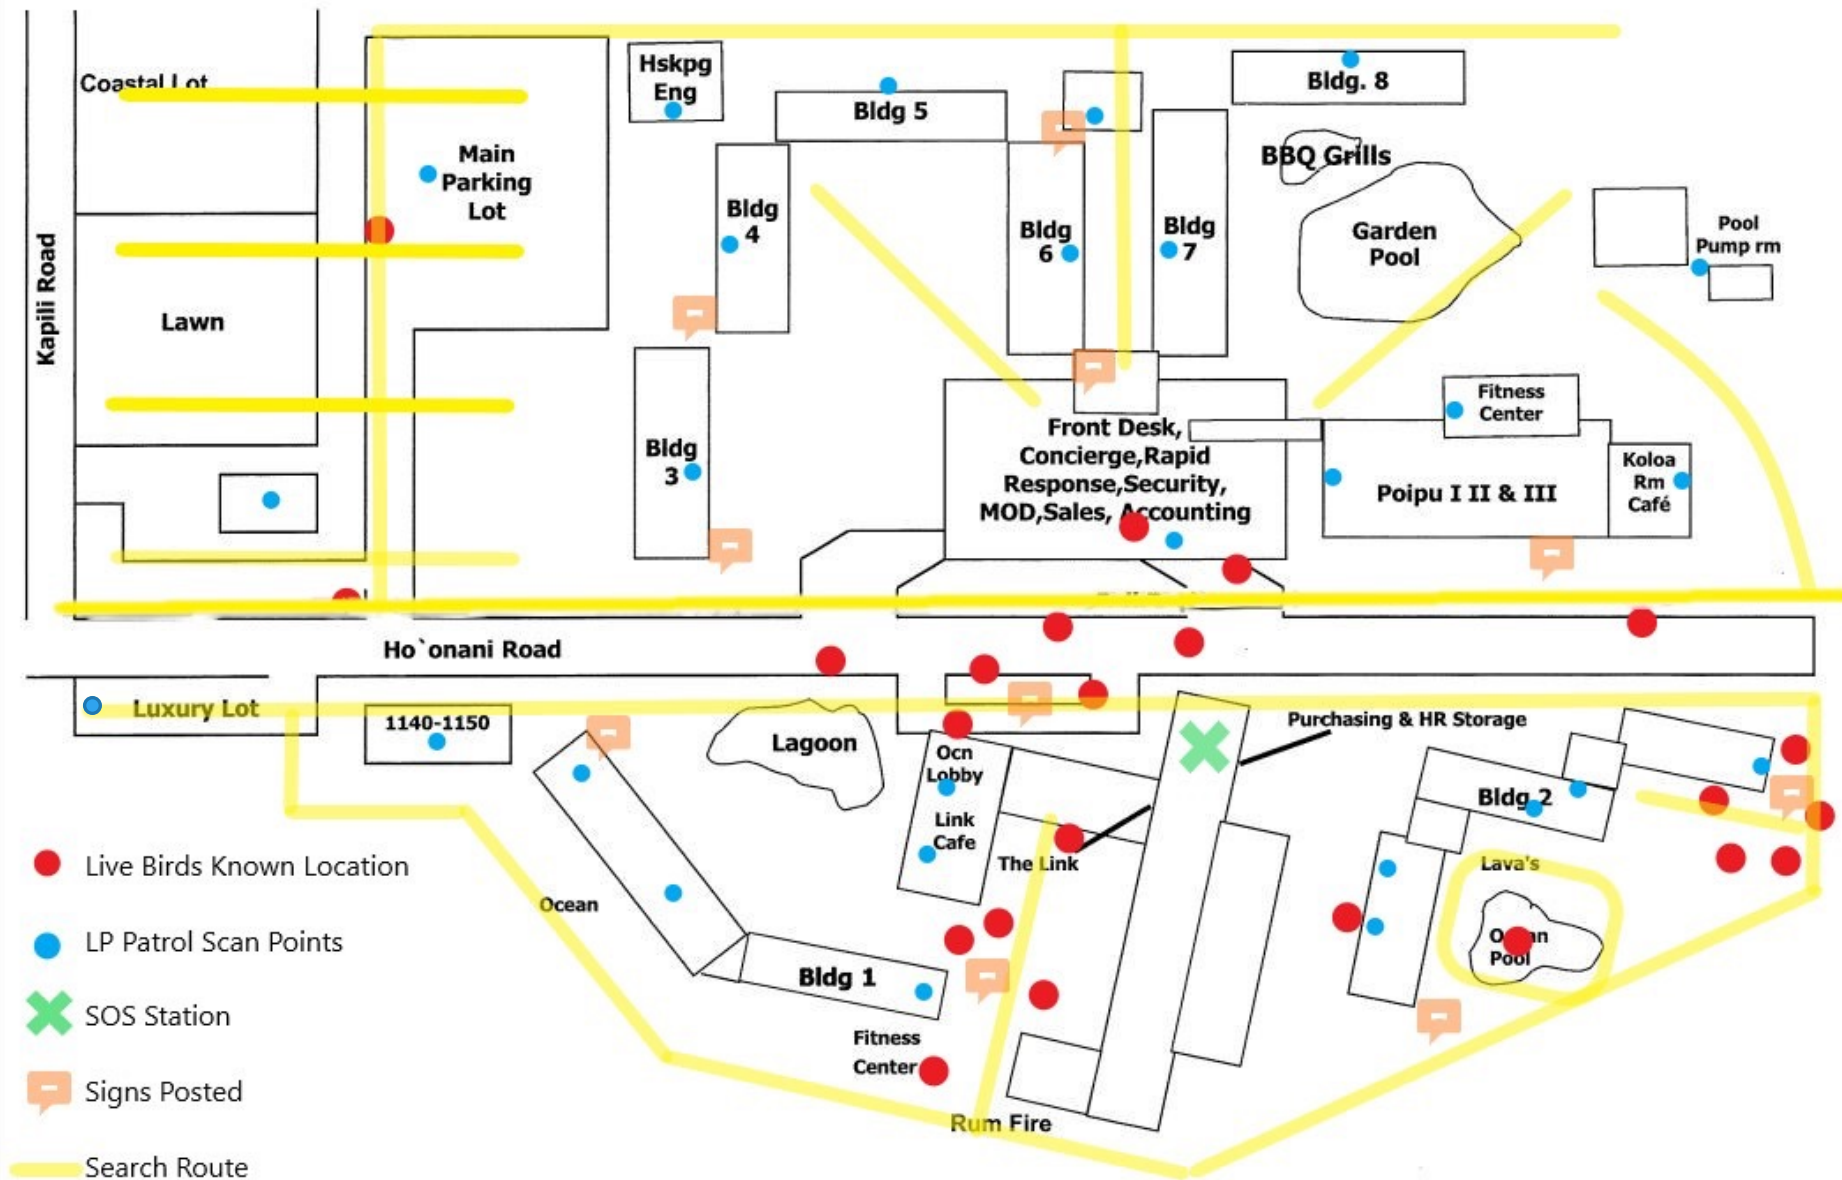 Coastal Lot
Hskpg
Eng
Bldg 5
Bldg. 8
Main
Parking
Lot
BBQ Grills
Bldg
4
Bldg
6
Bldg
7
Garden
Pool
Pool
Pump rm
Kapili Road
Lawn
Fitness
Center
Bldg
3
Front Desk,
Concierge,Rapid
Response,Security,
MOD,Sales, Accounting
Poipu I II & III
Koloa
Rm
Café
Ho`onani Road
Luxury Lot
1140-1150
Lagoon
Purchasing & HR Storage
Ocn
Lobby
Link
Cafe
The Link
Bldg 2
Lava's
Ocean
Pool
Ocean
Bldg 1
Fitness
Center
Rum Fire
Live Birds Known Location
LP Patrol Scan Points
SOS Station
Signs Posted
Search Route